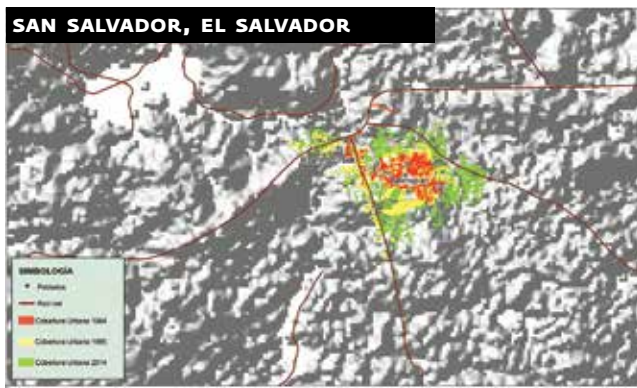 SAN SALVADOR, EL SALVADOR
SIMBOLOGÍA
Poblados
Red vial
Cobertura Urbana 1984
Cobertura Urbana 1995
Cobertura Urbana 2014